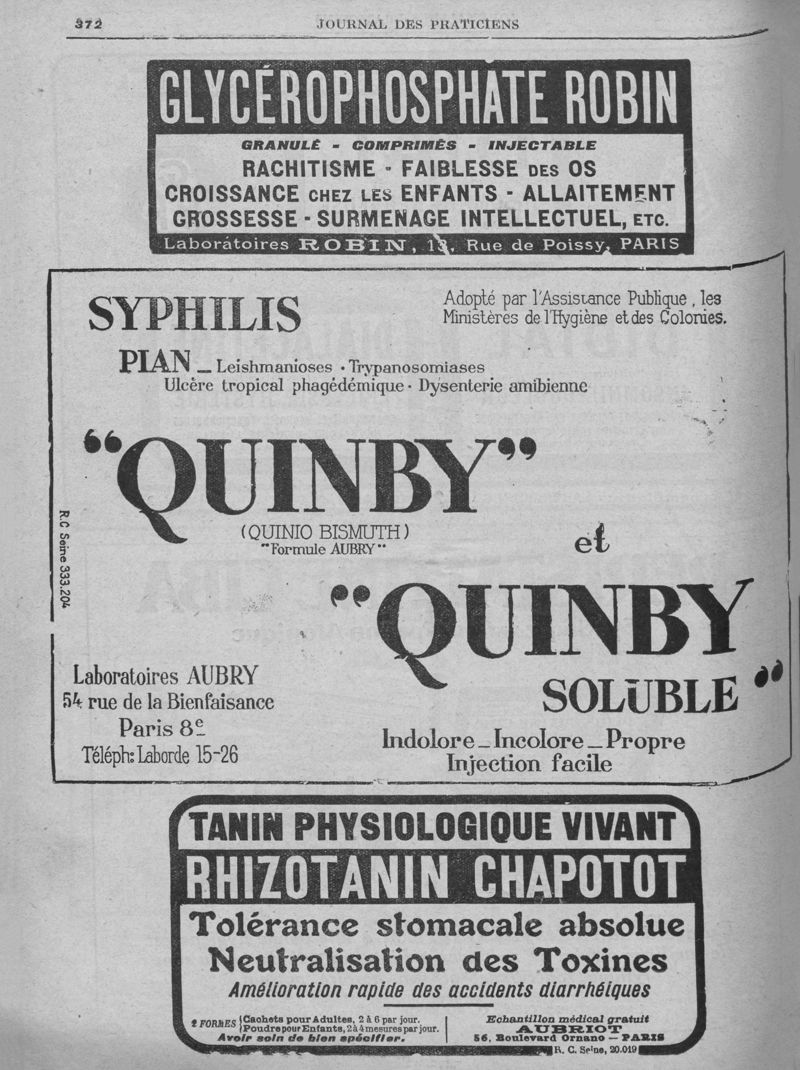 372
JOURNAL DES PRATICIENS
GLYCÉROPHOSPHATE ROBIN
GRANULÉ - COMPRIMÉS - INJECTABLE
RACHITISME - FAIBLESSE DES OS
CROISSANCE CHEZ LES ENFANTS - ALLAITEMENT
GROSSESSE - SURMENAGE INTELLECTUEL, ETC.
Laboratoires ROBIN, 13, Rue de Poissy, PARIS
SYPHILIS
Adopté par l'Assistance Publique, les
Ministères de l'Hygiène et des Colonies.
PIAN _ Leishmanioses • Trypanosomiases
Ulcère tropical phagédémique • Dysenterie amibienne
“QUINBY”
(QUINIO BISMUTH)
"Formule AUBRY"
et
R.C Seine 333.204
“QUINBY
SOLUBLE”
Laboratoires AUBRY
54 rue de la Bienfaisance
Paris 8e
Téléph: Laborde 15-26
Indolore _ Incolore _ Propre
Injection facile
TANIN PHYSIOLOGIQUE VIVANT
RHIZOTANIN CHAPOTOT
Tolérance stomacale absolue
Neutralisation des Toxines
Amélioration rapide des accidents diarrhéiques
2 FORMES
Cachets pour Adultes, 2 à 6 par jour.
Poudre pour Enfants, 2 à 4 mesures par jour.
Avoir soin de bien spécifier.
Echantillon médical gratuit
AUBRIOT
56, Boulevard Ornano — PARIS
R. C. Seine, 20.019